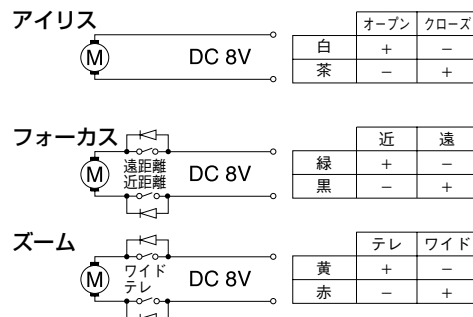 アイリス
M
DC 8V
オープン クローズ
白 + −
茶 − +
フォーカス
M
遠距離
近距離
DC 8V
近 遠
緑 + −
黒 − +
ズーム
M
ワイド
テレ
DC 8V
テレ ワイド
黄 + −
赤 − +